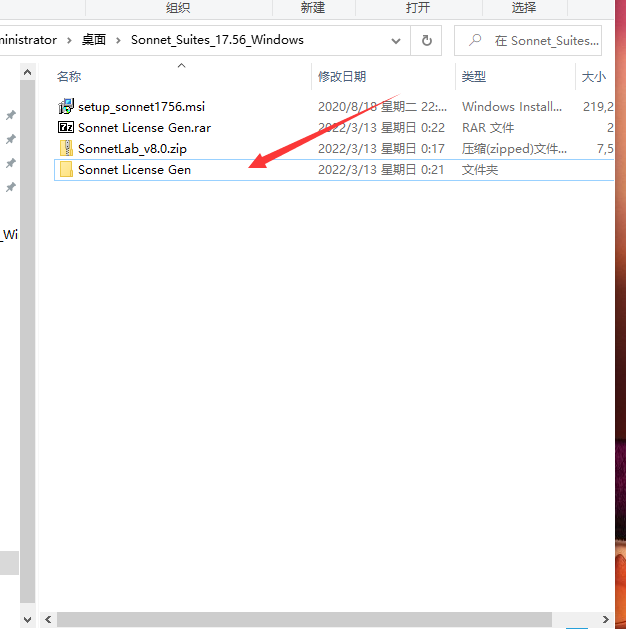 组织 新建 打开 选择
ministrator > 桌面 > Sonnet_Suites_17.56_Windows 在 Sonnet_Suites...
名称 修改日期 类型 大小
setup_sonnet1756.msi 2020/8/18 星期二 22:... Windows Install... 219,2
Sonnet License Gen.rar 2022/3/13 星期日 0:22 RAR 文件 2
SonnetLab_v8.0.zip 2022/3/13 星期日 0:17 压缩(zipped)文件... 7,5
Sonnet License Gen 2022/3/13 星期日 0:21 文件夹
_Wi